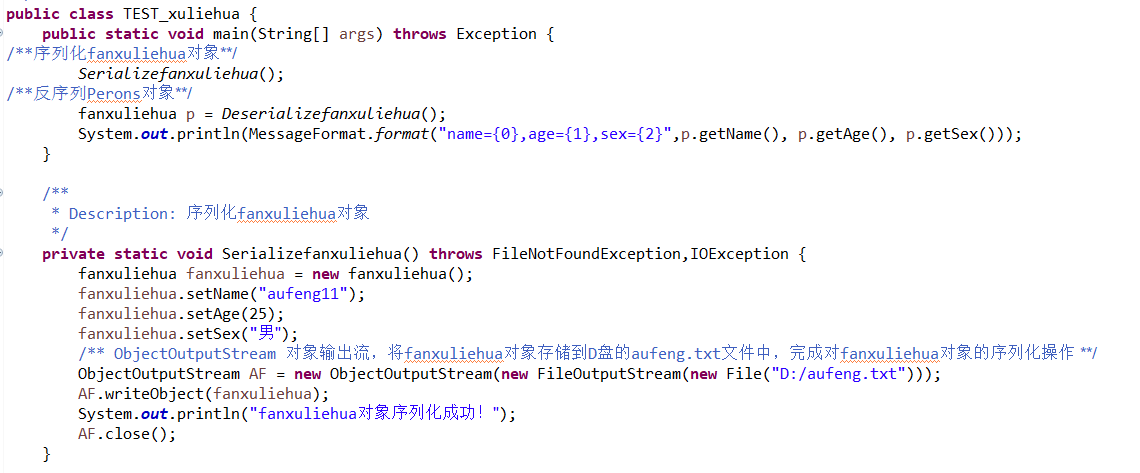 public class TEST_xuliehua {
    public static void main(String[] args) throws Exception {
/**序列化fanxuliehua对象**/
        Serializefanxuliehua();
/**反序列Perons对象**/
        fanxuliehua p = Deserializefanxuliehua();
        System.out.println(MessageFormat.format("name={0},age={1},sex={2}",p.getName(), p.getAge(), p.getSex()));
    }
    /**
     * Description: 序列化fanxuliehua对象
     */
    private static void Serializefanxuliehua() throws FileNotFoundException,IOException {
        fanxuliehua fanxuliehua = new fanxuliehua();
        fanxuliehua.setName("aufeng11");
        fanxuliehua.setAge(25);
        fanxuliehua.setSex("男");
        /** ObjectOutputStream 对象输出流，将fanxuliehua对象存储到D盘的aufeng.txt文件中，完成对fanxuliehua对象的序列化操作 **/
        ObjectOutputStream AF = new ObjectOutputStream(new FileOutputStream(new File("D:/aufeng.txt")));
        AF.writeObject(fanxuliehua);
        System.out.println("fanxuliehua对象序列化成功！");
        AF.close();
    }